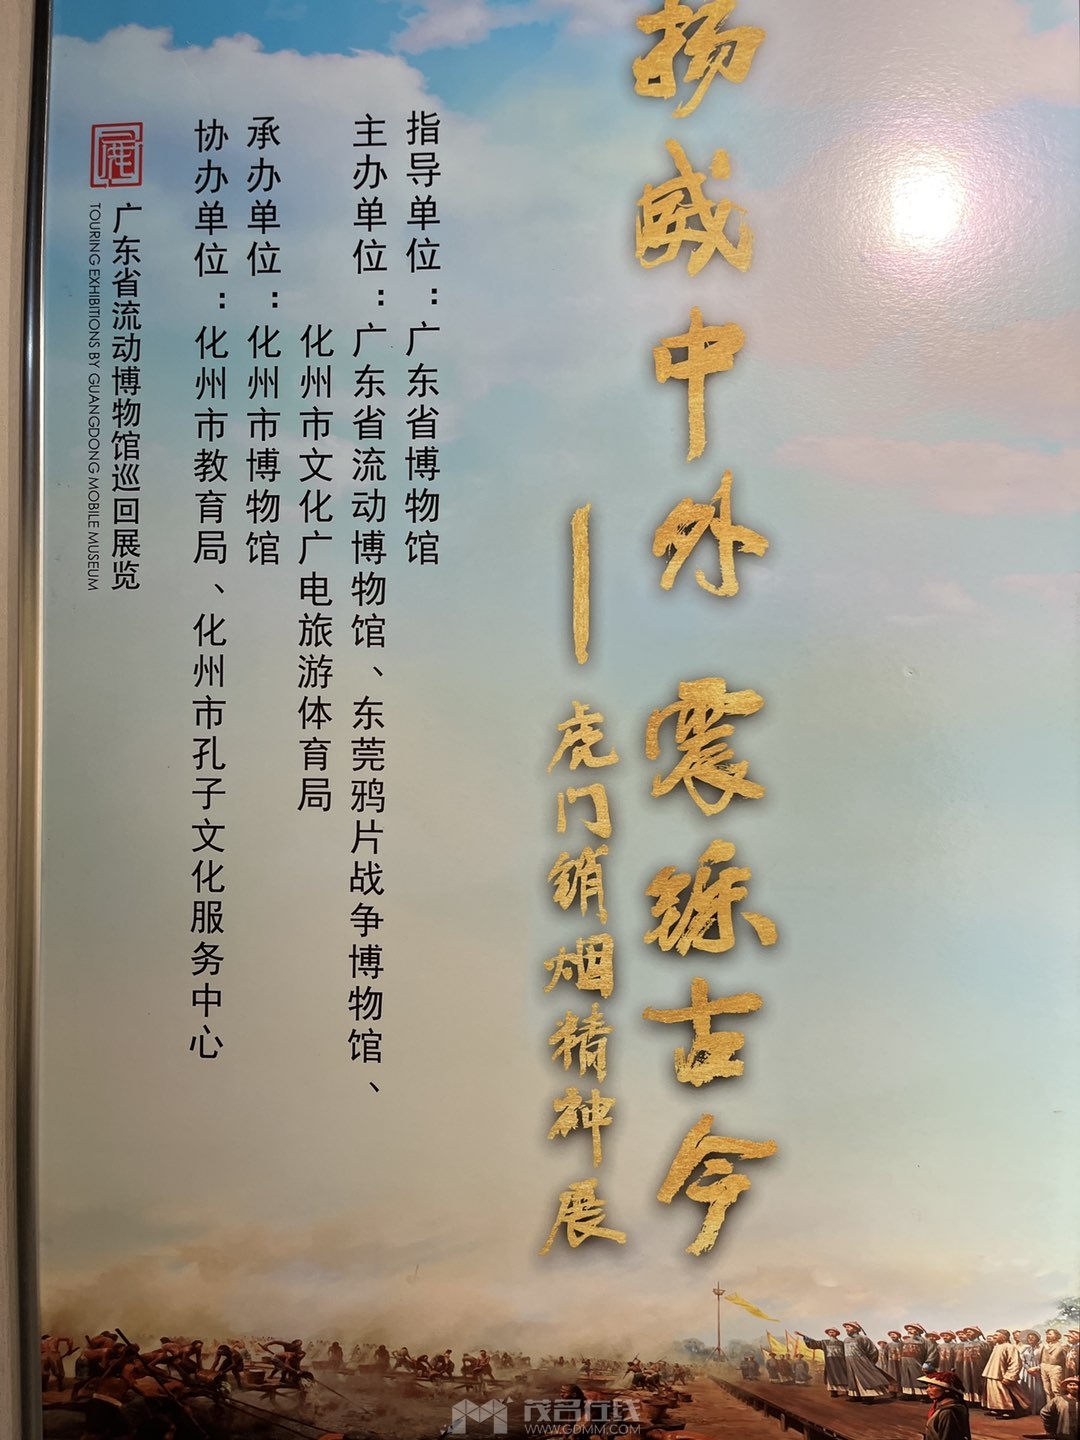 扬威中外 震铄古今
——虎门销烟精神展
指导单位：广东省博物馆
主办单位：广东省流动博物馆、东莞鸦片战争博物馆、
化州市文化广电旅游体育局
承办单位：化州市博物馆
协办单位：化州市教育局、化州市孔子文化服务中心
广东省流动博物馆巡回展览
TOURING EXHIBITIONS BY GUANGDONG MOBILE MUSEUM
茂名在线
WWW.GDMM.COM